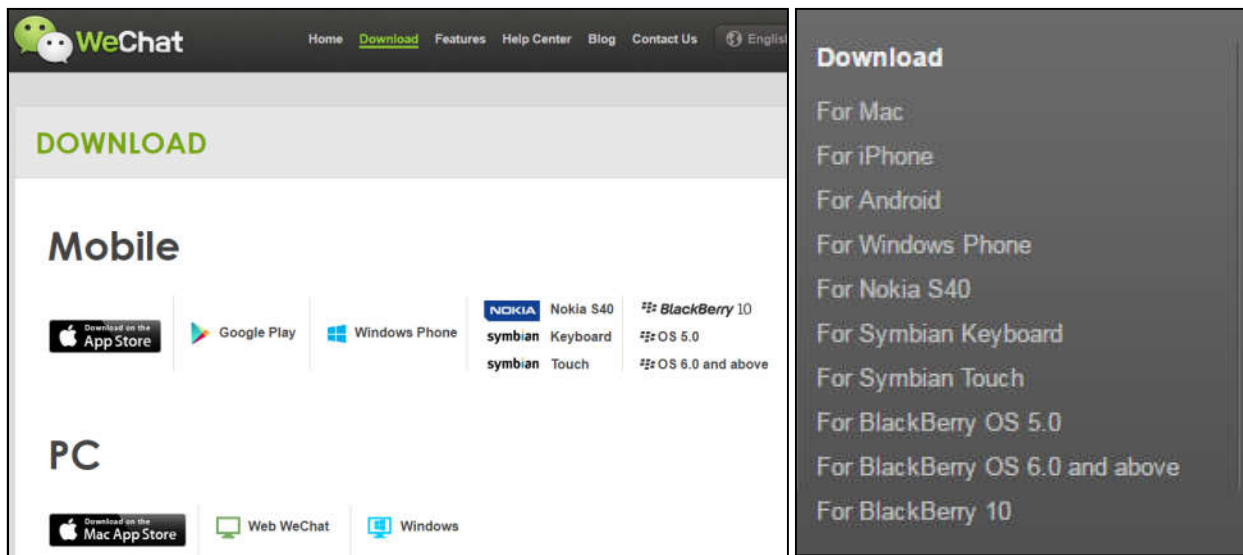 WeChat
Home Download Features Help Center Blog Contact Us English
DOWNLOAD
Mobile
Download on the
App Store
Google Play
Windows Phone
NOKIA Nokia S40
symbian Keyboard
symbian Touch
BlackBerry 10
OS 5.0
OS 6.0 and above
PC
Download on the
Mac App Store
Web WeChat
Windows
Download
For Mac
For iPhone
For Android
For Windows Phone
For Nokia S40
For Symbian Keyboard
For Symbian Touch
For BlackBerry OS 5.0
For BlackBerry OS 6.0 and above
For BlackBerry 10